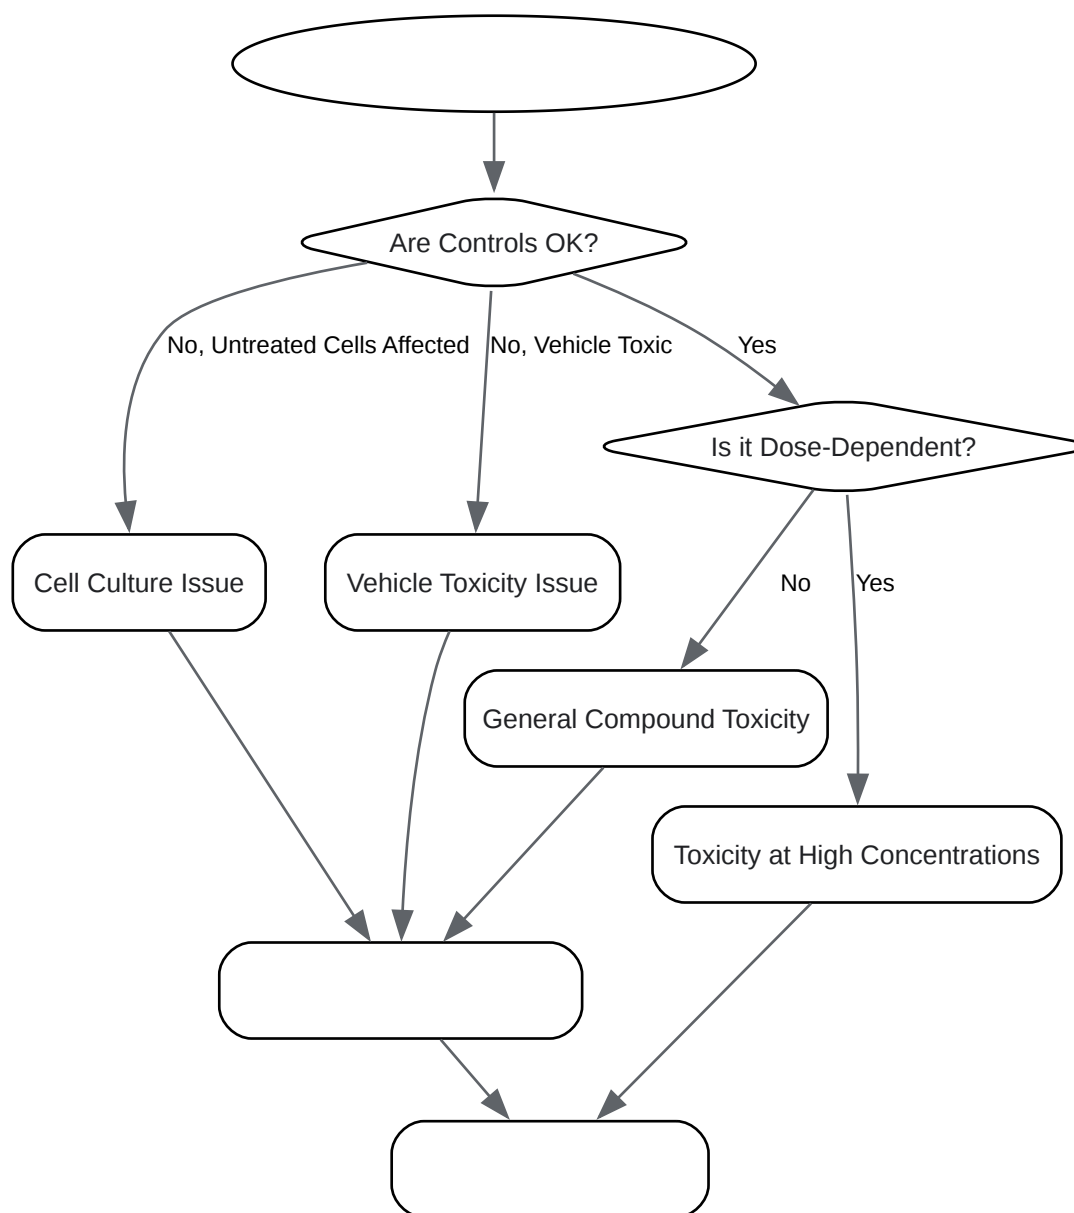 Are Controls OK?
No, Untreated Cells Affected
No, Vehicle Toxic
Yes
Is it Dose-Dependent?
Cell Culture Issue
Vehicle Toxicity Issue
No
Yes
General Compound Toxicity
Toxicity at High Concentrations